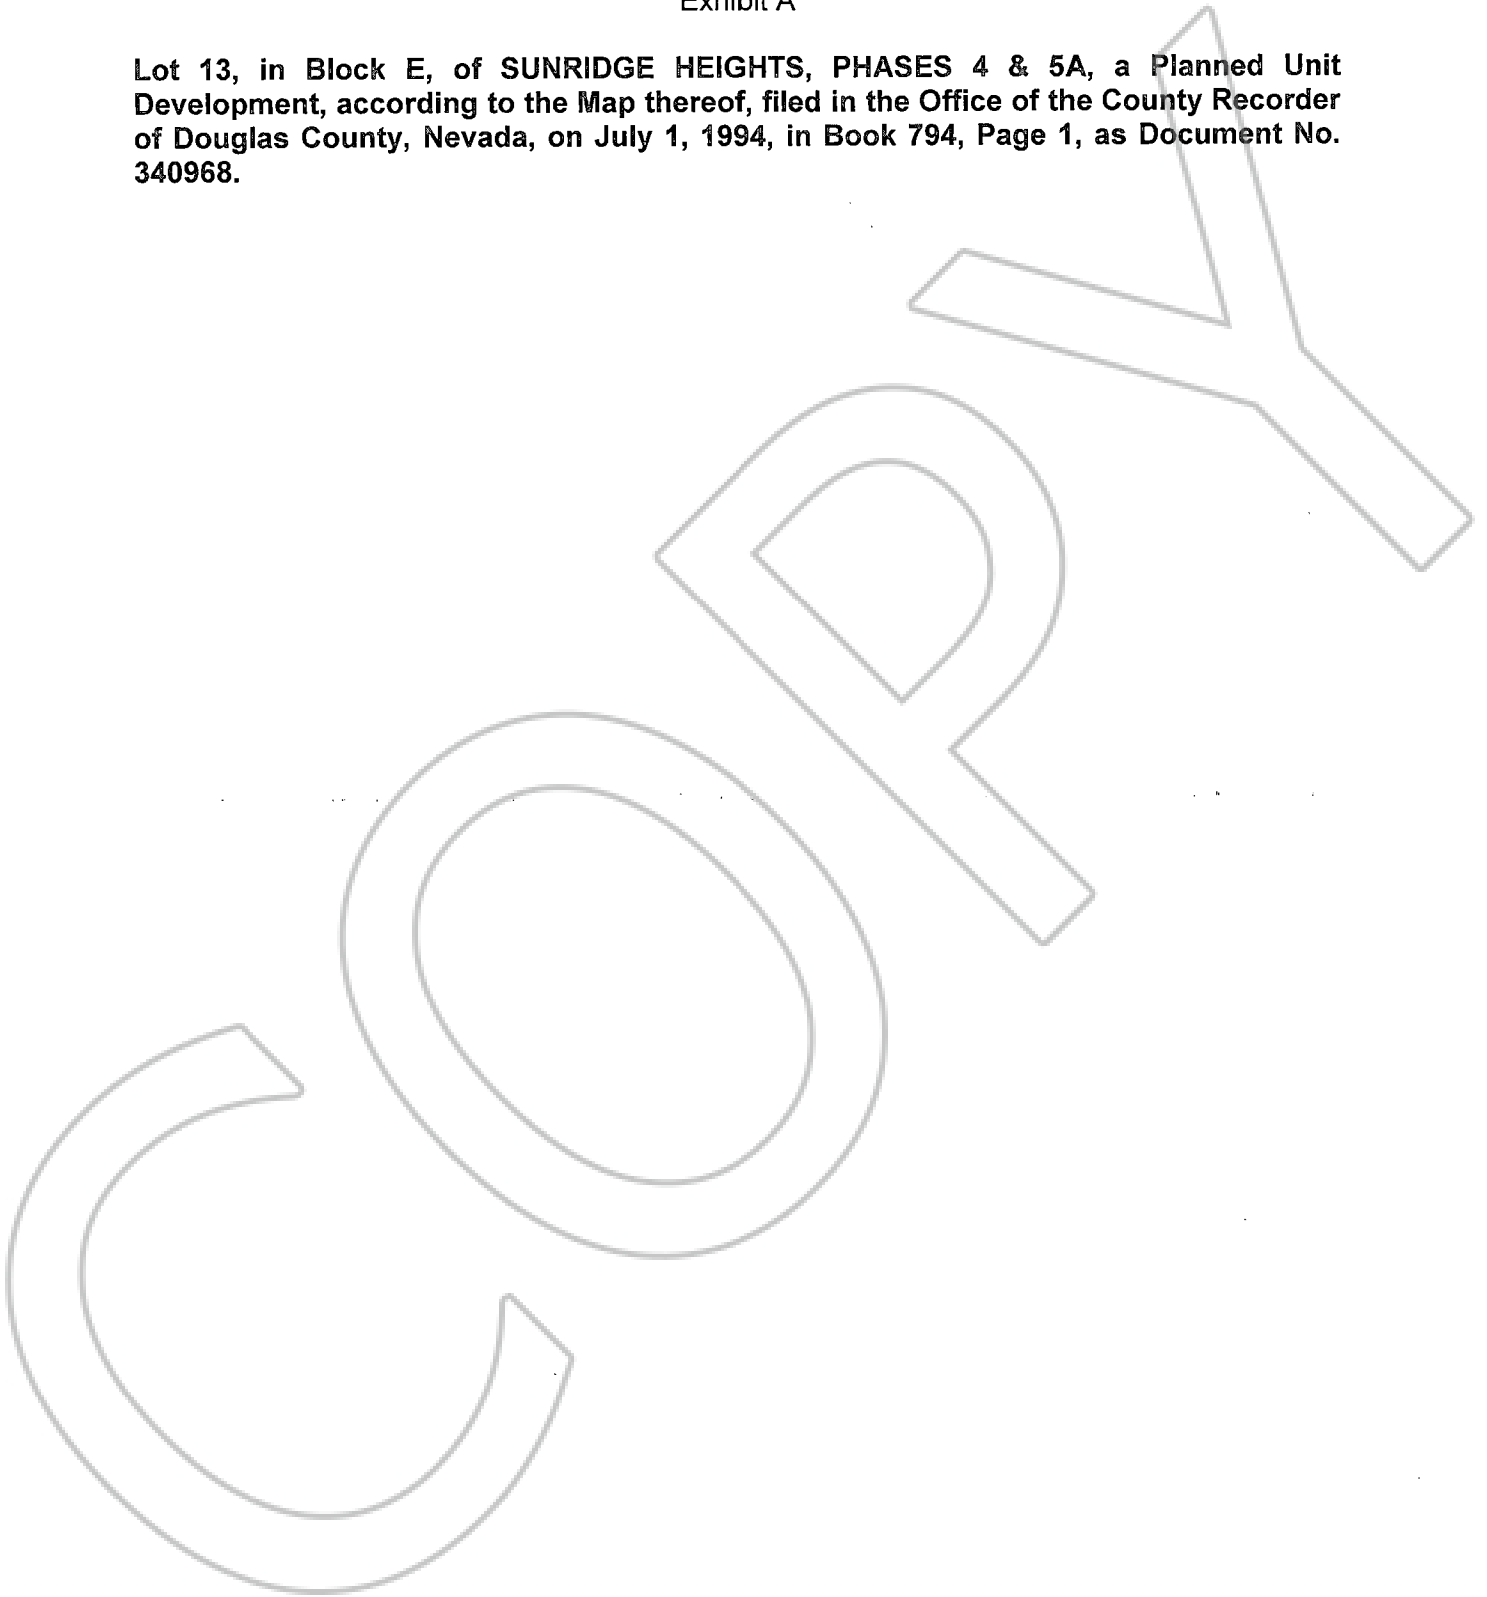 Exhibit A
Lot 13, in Block E, of SUNRIDGE HEIGHTS, PHASES 4 & 5A, a Planned Unit
Development, according to the Map thereof, filed in the Office of the County Recorder
of Douglas County, Nevada, on July 1, 1994, in Book 794, Page 1, as Document No.
340968.
COPY